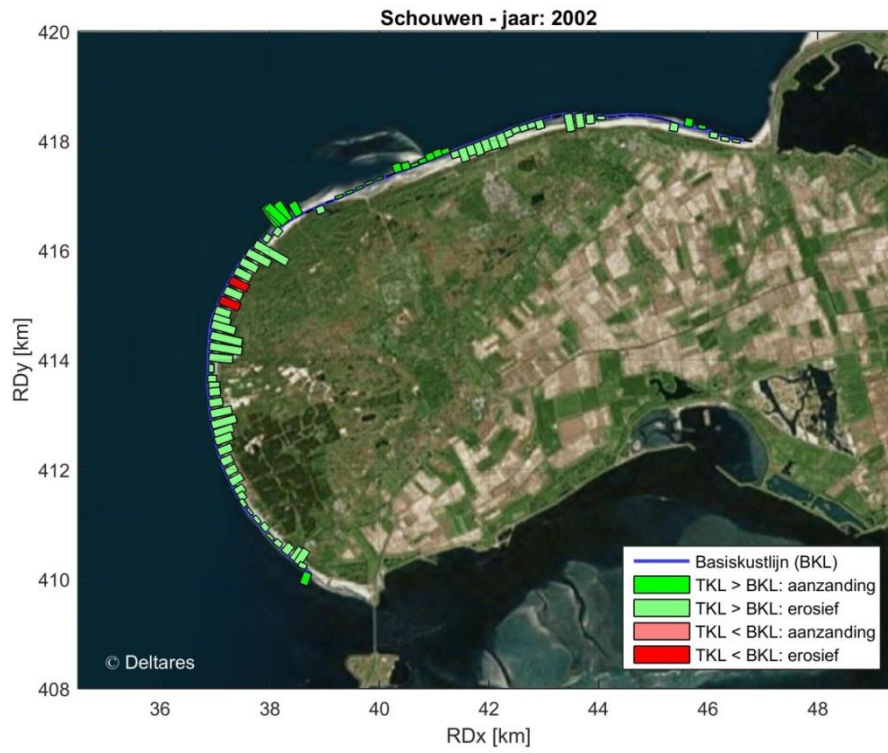 Schouwen - jaar: 2002
RDy [km]
420
418
416
414
412
410
408
Basiskustlijn (BKL)
TKL > BKL: aanzanding
TKL > BKL: erosief
TKL < BKL: aanzanding
TKL < BKL: erosief
© Deltares
36 38 40 42 44 46 48
RDx [km]